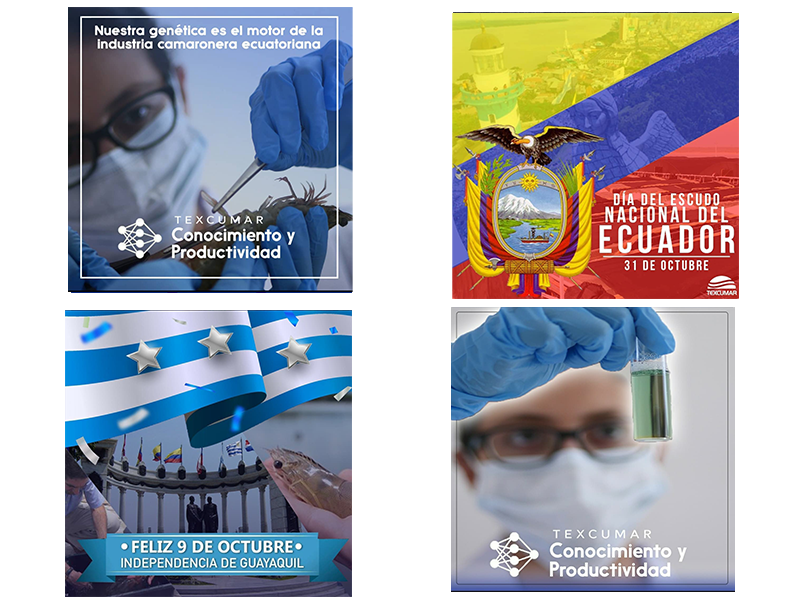 Nuestra genética es el motor de la
industria camaronera ecuatoriana
TEXCUMAR
Conocimiento y
Productividad
DÍA DEL ESCUDO
NACIONAL DEL
ECUADOR
31 DE OCTUBRE
TEXCUMAR
•FELIZ 9 DE OCTUBRE•
INDEPENDENCIA DE GUAYAQUIL
TEXCUMAR
Conocimiento y
Productividad